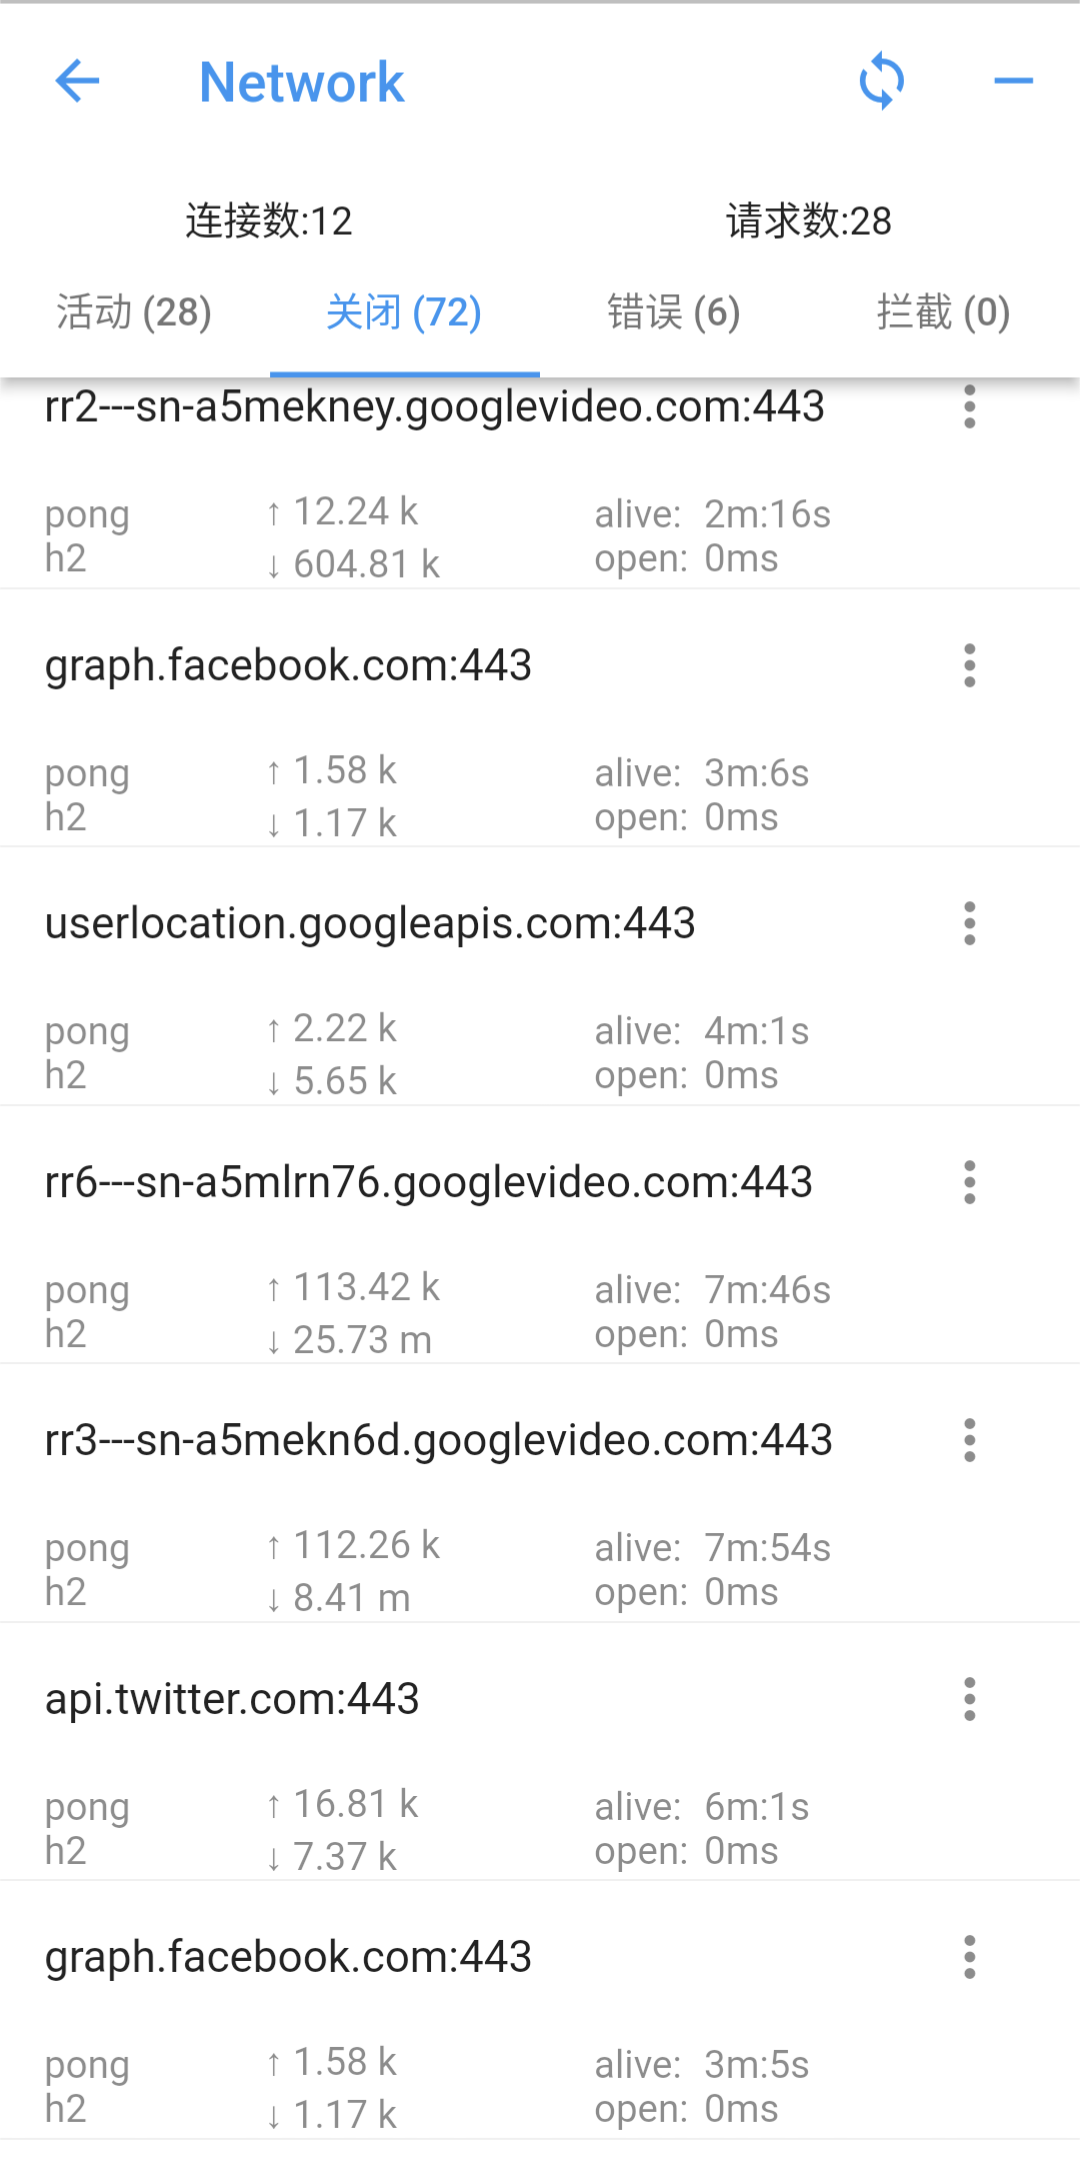 Network
连接数:12 请求数:28
活动 (28) 关闭 (72) 错误 (6) 拦截 (0)
rr2---sn-a5mekney.googlevideo.com:443
pong ↑ 12.24 k alive: 2m:16s
h2 ↓ 604.81 k open: 0ms
graph.facebook.com:443
pong ↑ 1.58 k alive: 3m:6s
h2 ↓ 1.17 k open: 0ms
userlocation.googleapis.com:443
pong ↑ 2.22 k alive: 4m:1s
h2 ↓ 5.65 k open: 0ms
rr6---sn-a5mlrn76.googlevideo.com:443
pong ↑ 113.42 k alive: 7m:46s
h2 ↓ 25.73 m open: 0ms
rr3---sn-a5mekn6d.googlevideo.com:443
pong ↑ 112.26 k alive: 7m:54s
h2 ↓ 8.41 m open: 0ms
api.twitter.com:443
pong ↑ 16.81 k alive: 6m:1s
h2 ↓ 7.37 k open: 0ms
graph.facebook.com:443
pong ↑ 1.58 k alive: 3m:5s
h2 ↓ 1.17 k open: 0ms